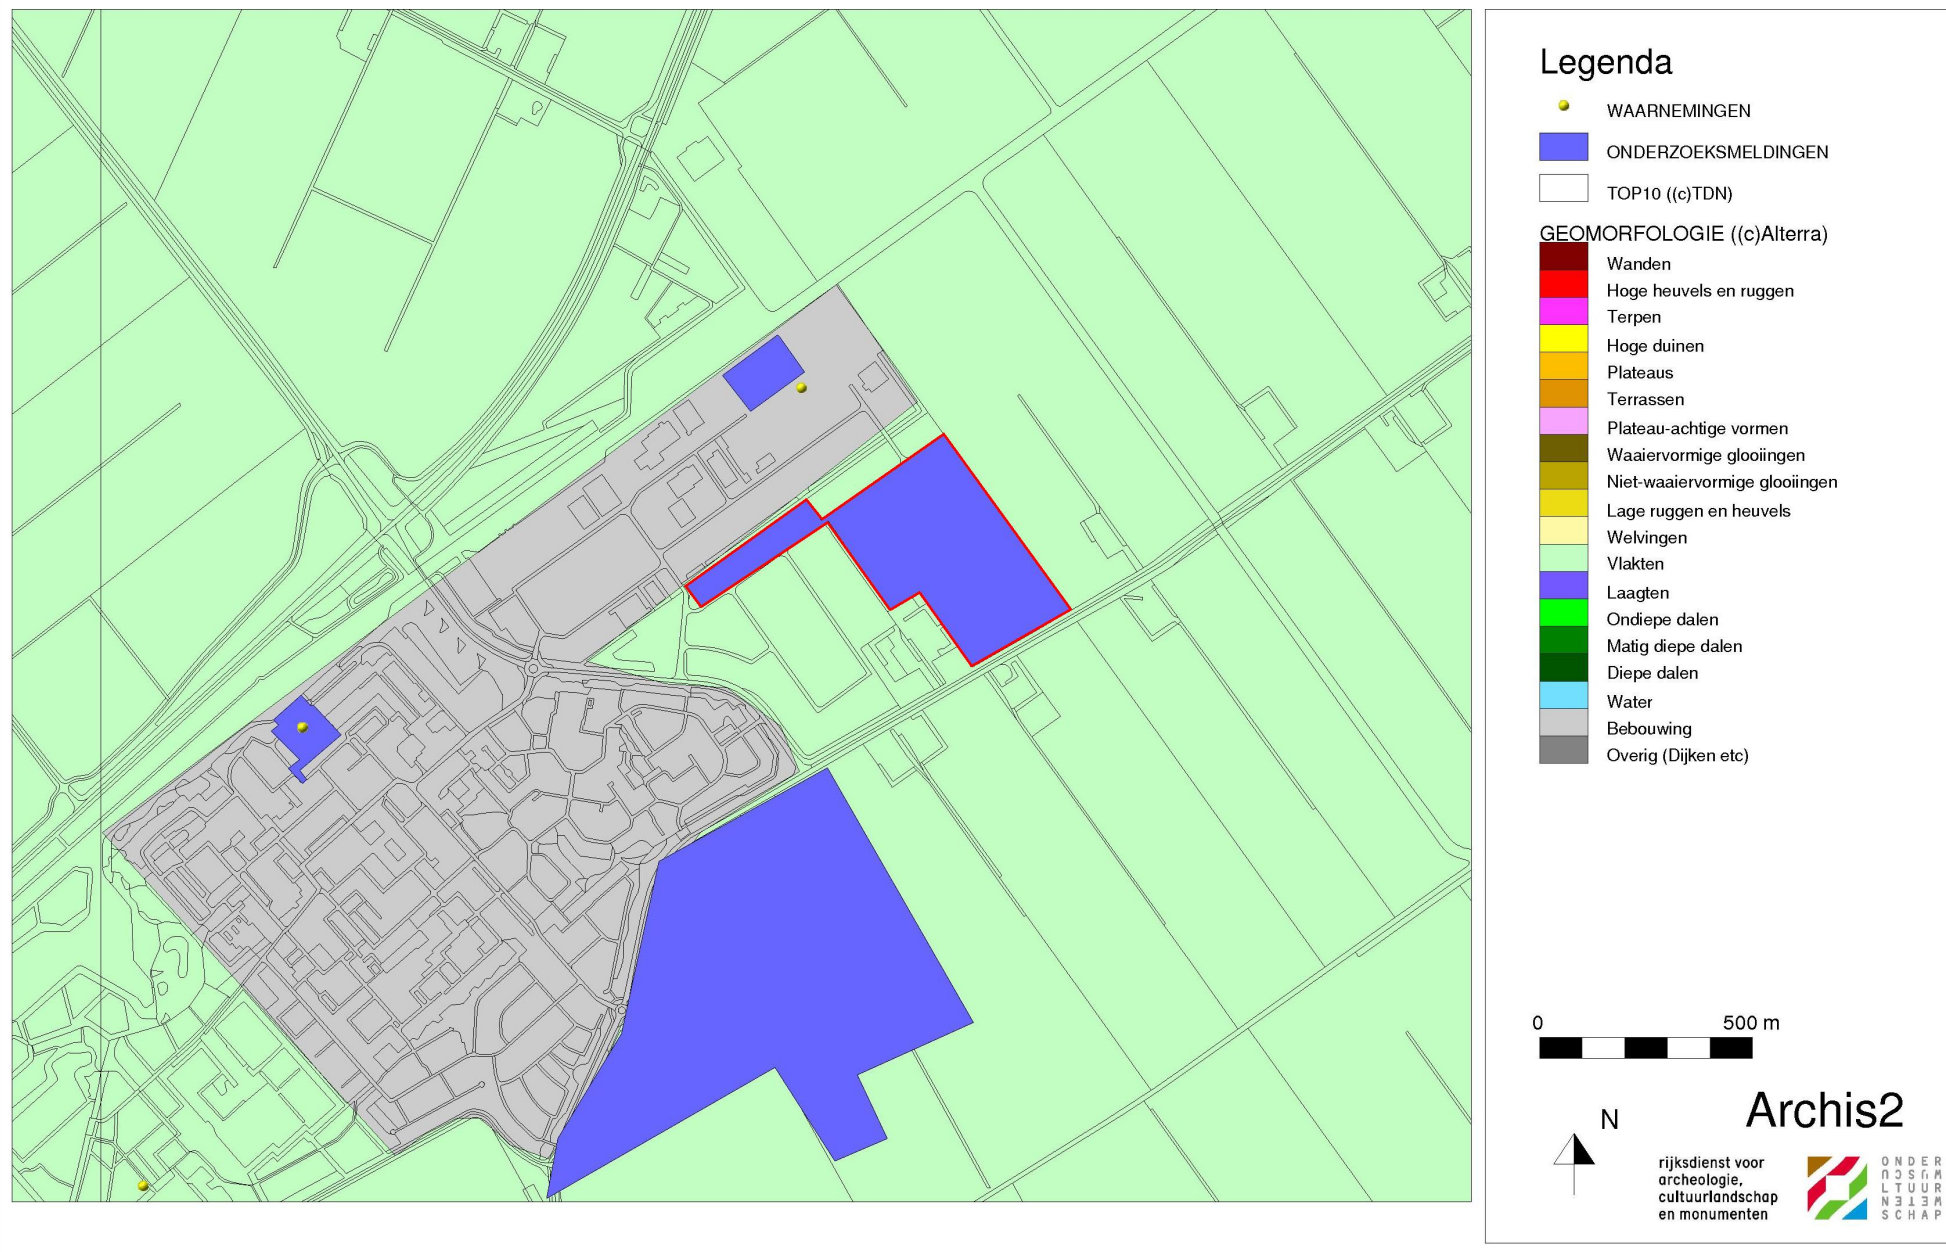 Legenda
WAARNEMINGEN
ONDERZOEKSMELDINGEN
TOP10 ((c)TDN)
GEOMORFOLOGIE ((c)Alterra)
Wanden
Hoge heuvels en ruggen
Terpen
Hoge duinen
Plateaus
Terrassen
Plateau-achtige vormen
Waaiervormige glooiingen
Niet-waaiervormige glooiingen
Lage ruggen en heuvels
Welvingen
Vlakten
Laagten
Ondiepe dalen
Matig diepe dalen
Diepe dalen
Water
Bebouwing
Overig (Dijken etc)
0 500 m
N
Archis2
rijksdienst voor
archeologie,
cultuurlandschap
en monumenten
ONDER
SCHAP